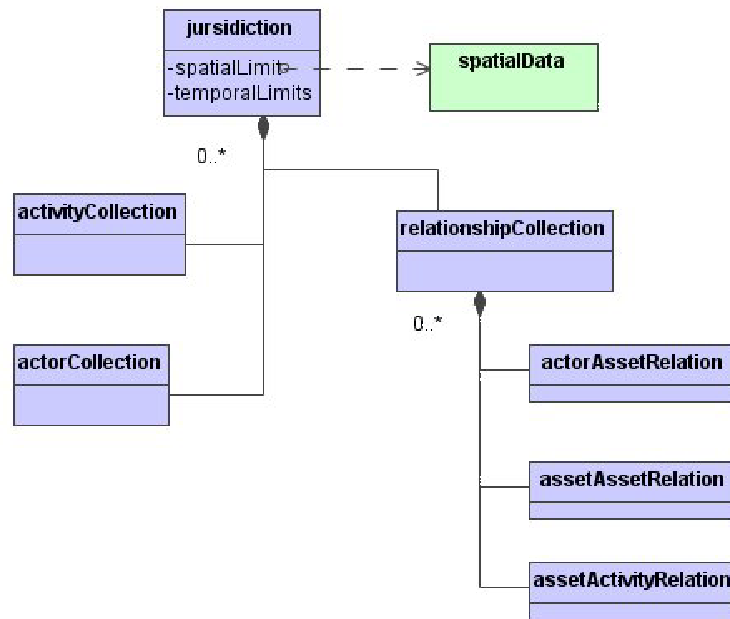 jursidiction
-spatialLimit
-temporalLimits
spatialData
0..*
activityCollection
relationshipCollection
0..*
actorCollection
actorAssetRelation
assetAssetRelation
assetActivityRelation